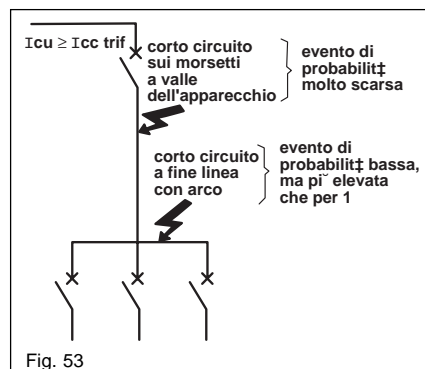 Icu ≥ Icc trif
corto circuito
sui morsetti
a valle
dell'apparecchio
evento di
probabilit‡
molto scarsa
corto circuito
a fine linea
con arco
evento di
probabilit‡ bassa,
ma pi˘ elevata
che per 1
Fig. 53